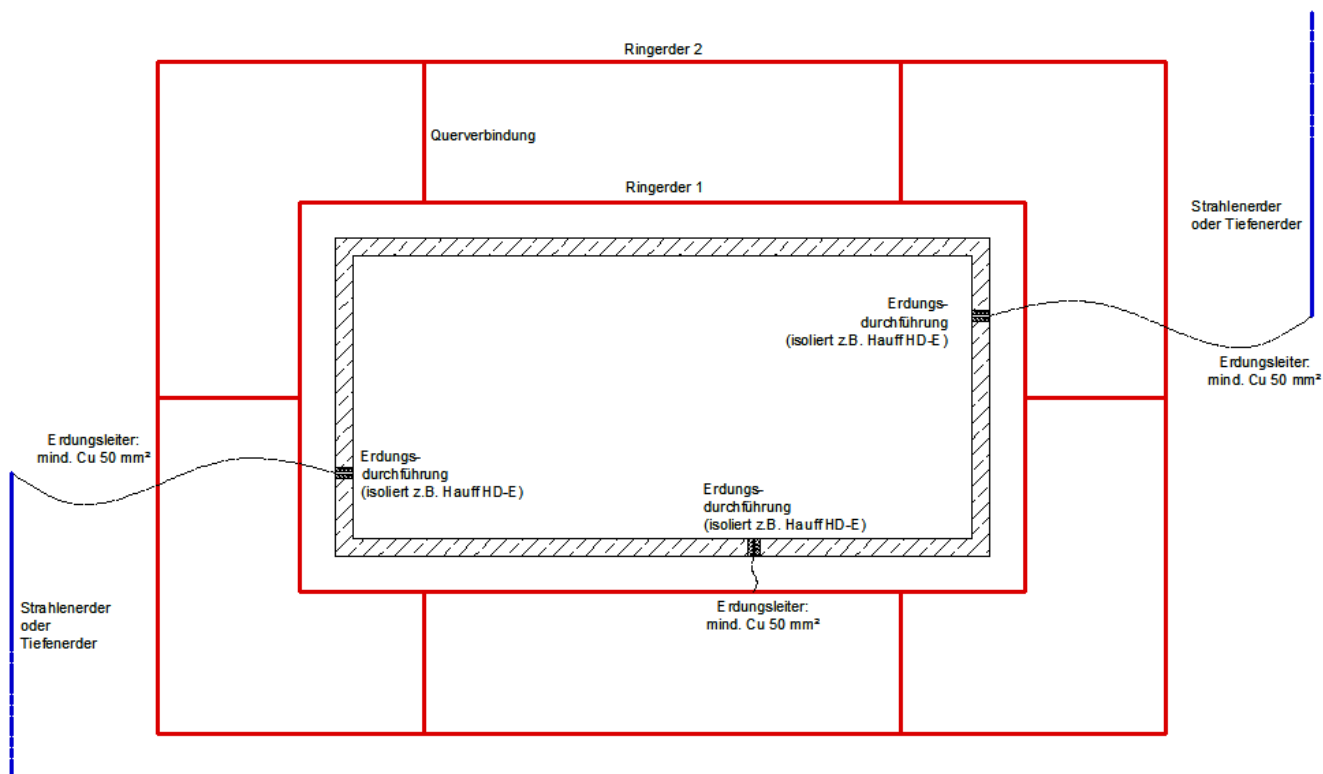 Ringerder 2
Querverbindung
Ringerder 1
Strahlenerder
oder Tiefenerder
Erdungs-
durchführung
(isoliert z.B. Hauff HD-E)
Erdungsleiter:
mind. Cu 50 mm²
Erdungsleiter:
mind. Cu 50 mm²
Erdungs-
durchführung
(isoliert z.B. Hauff HD-E)
Erdungs-
durchführung
(isoliert z.B. Hauff HD-E)
Erdungsleiter:
mind. Cu 50 mm²
Strahlenerder
oder
Tiefenerder